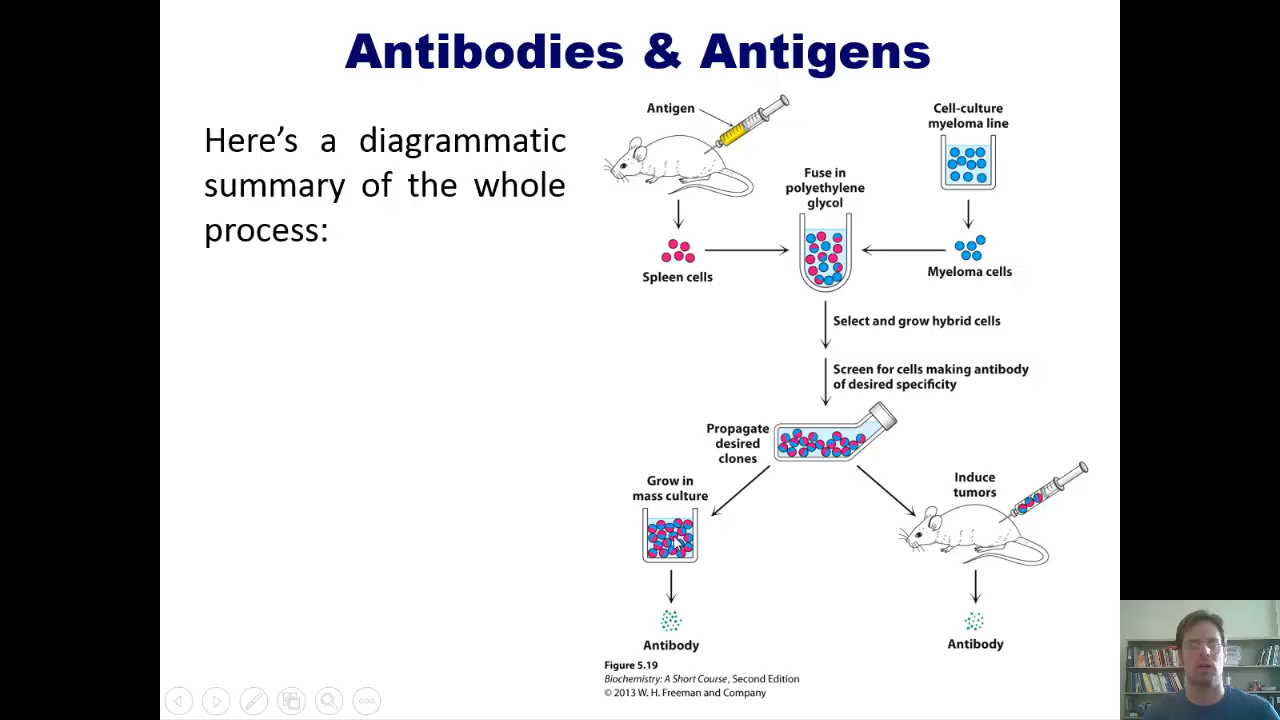 Antibodies & Antigens
Here’s a diagrammatic
summary of the whole
process:
Antigen
Cell-culture
myeloma line
Fuse in
polyethylene
glycol
Spleen cells
Myeloma cells
Select and grow hybrid cells
Screen for cells making antibody
of desired specificity
Propagate
desired
clones
Grow in
mass culture
Induce
tumors
Antibody
Antibody
Figure 5.19
Biochemistry: A Short Course, Second Edition
© 2013 W. H. Freeman and Company